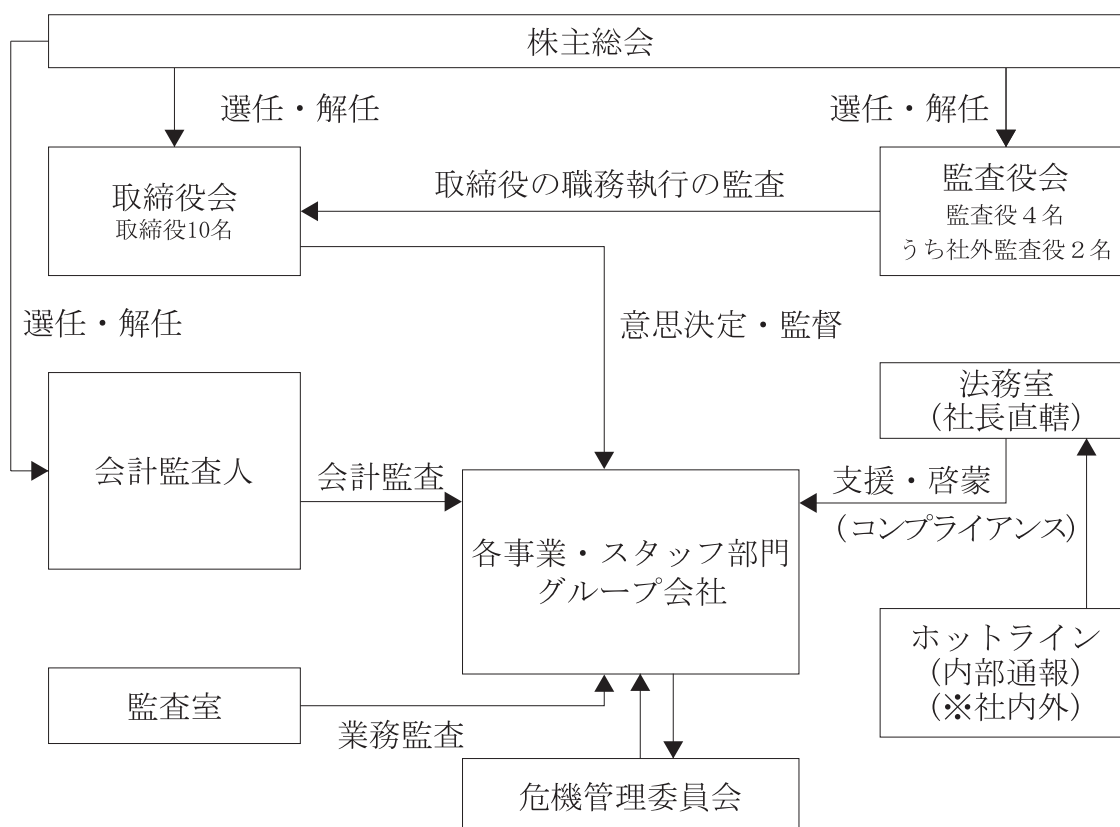 株主総会
選任・解任
選任・解任
取締役会
取締役10名
取締役の職務執行の監査
監査役会
監査役４名
うち社外監査役２名
選任・解任
意思決定・監督
法務室
（社長直轄）
会計監査人
会計監査
支援・啓蒙
（コンプライアンス）
各事業・スタッフ部門
グループ会社
ホットライン
（内部通報）
（※社内外）
監査室
業務監査
危機管理委員会